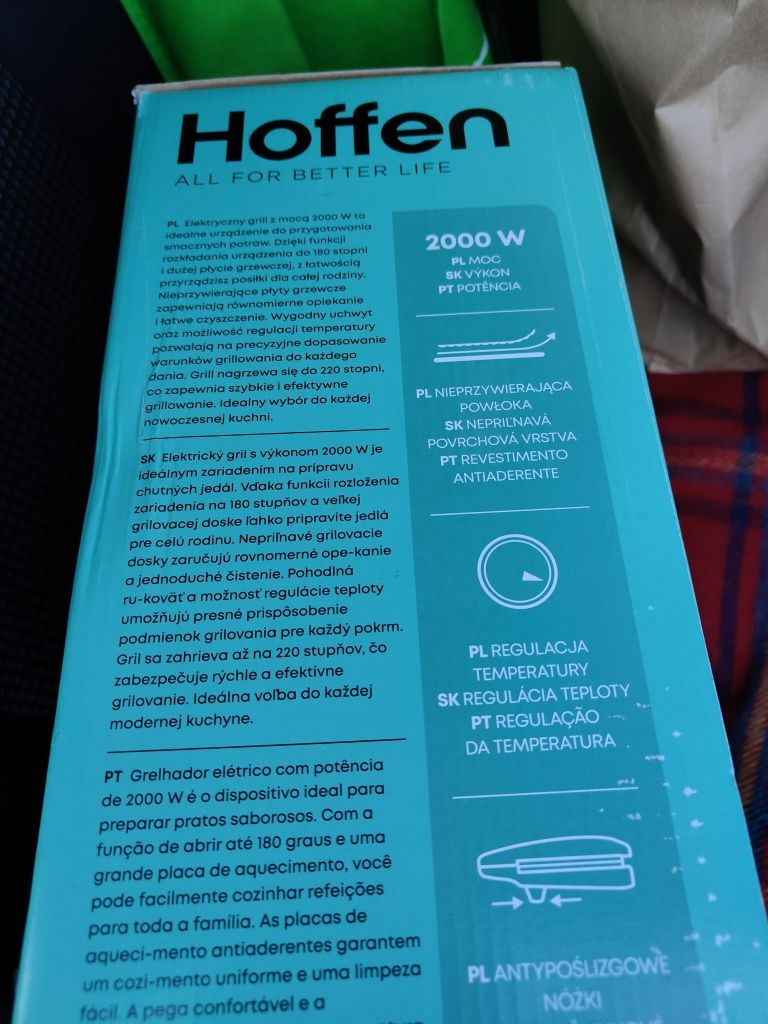 Hoffen
ALL FOR BETTER LIFE
PL Elektryczny grill z mocą 2000 W to
idealne urządzenie do przygotowania
smacznych potraw. Dzięki funkcji
rozkładania urządzenia do 180 stopni
i dużej płycie grzewczej, z łatwością
przyrządzisz posiłki dla całej rodziny.
Nieprzywierające płyty grzewcze
zapewniają równomierne opiekanie
i łatwe czyszczenie. Wygodny uchwyt
oraz możliwość regulacji temperatury
pozwalają na precyzyjne dopasowanie
warunków grillowania do każdego
dania. Grill nagrzewa się do 220 stopni,
co zapewnia szybkie i efektywne
grillowanie. Idealny wybór do każdej
nowoczesnej kuchni.
SK Elektrický gril s výkonom 2000 W je
ideálnym zariadením na prípravu
chutných jedál. Vďaka funkcii rozloženia
zariadenia na 180 stupňov a veľkej
grilovacej doske ľahko pripravíte jedlá
pre celú rodinu. Nepriľnavé grilovacie
dosky zaručujú rovnomerné ope-kanie
a jednoduché čistenie. Pohodlná
ru-koväť a možnosť regulácie teploty
umožňujú presné prispôsobenie
podmienok grilovania pre každý pokrm.
Gril sa zahrieva až na 220 stupňov, čo
zabezpečuje rýchle a efektívne
grilovanie. Ideálna voľba do každej
modernej kuchyne.
PT Grelhador elétrico com potência
de 2000 W é o dispositivo ideal para
preparar pratos saborosos. Com a
função de abrir até 180 graus e uma
grande placa de aquecimento, você
pode facilmente cozinhar refeições
para toda a família. As placas de
aqueci-mento antiaderentes garantem
um cozi-mento uniforme e uma limpeza
fácil. A pega confortável e a
2000 W
PL MOC
SK VÝKON
PT POTÊNCIA
PL NIEPRZYWIERAJĄCA
POWŁOKA
SK NEPRIĽNAVÁ
POVRCHOVÁ VRSTVA
PT REVESTIMENTO
ANTIADERENTE
PL REGULACJA
TEMPERATURY
SK REGULÁCIA TEPLOTY
PT REGULAÇÃO
DA TEMPERATURA
PL ANTYPOŚLIZGOWE
NÓŻKI